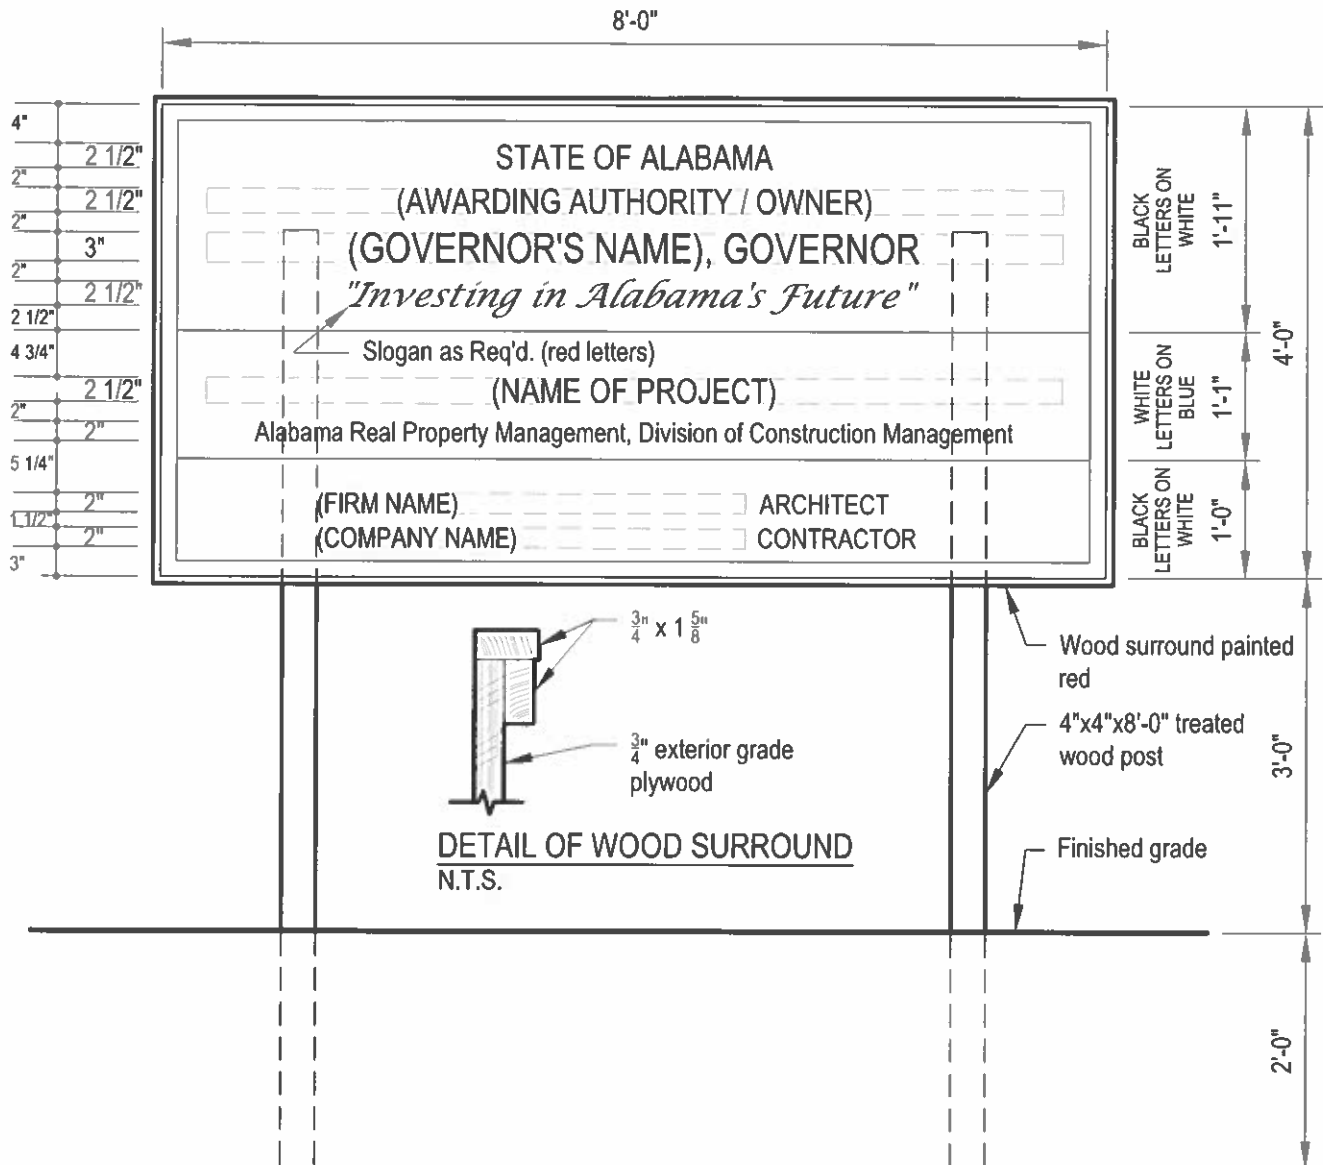 8'-0"
4"
2 1/2"
2"
2 1/2"
2"
3"
2"
2 1/2"
2 1/2"
4 3/4"
2 1/2"
2"
2"
5 1/4"
2"
1 1/2"
2"
3"
STATE OF ALABAMA
(AWARDING AUTHORITY / OWNER)
(GOVERNOR'S NAME), GOVERNOR
"Investing in Alabama's Future"
Slogan as Req'd. (red letters)
(NAME OF PROJECT)
Alabama Real Property Management, Division of Construction Management
(FIRM NAME) ARCHITECT
(COMPANY NAME) CONTRACTOR
BLACK
LETTERS ON
WHITE
1'-11"
WHITE
LETTERS ON
BLUE
1'-1"
BLACK
LETTERS ON
WHITE
1'-0"
4'-0"
3/4" x 1 5/8"
3/4" exterior grade
plywood
DETAIL OF WOOD SURROUND
N.T.S.
Wood surround painted
red
4"x4"x8'-0" treated
wood post
Finished grade
3'-0"
2'-0"